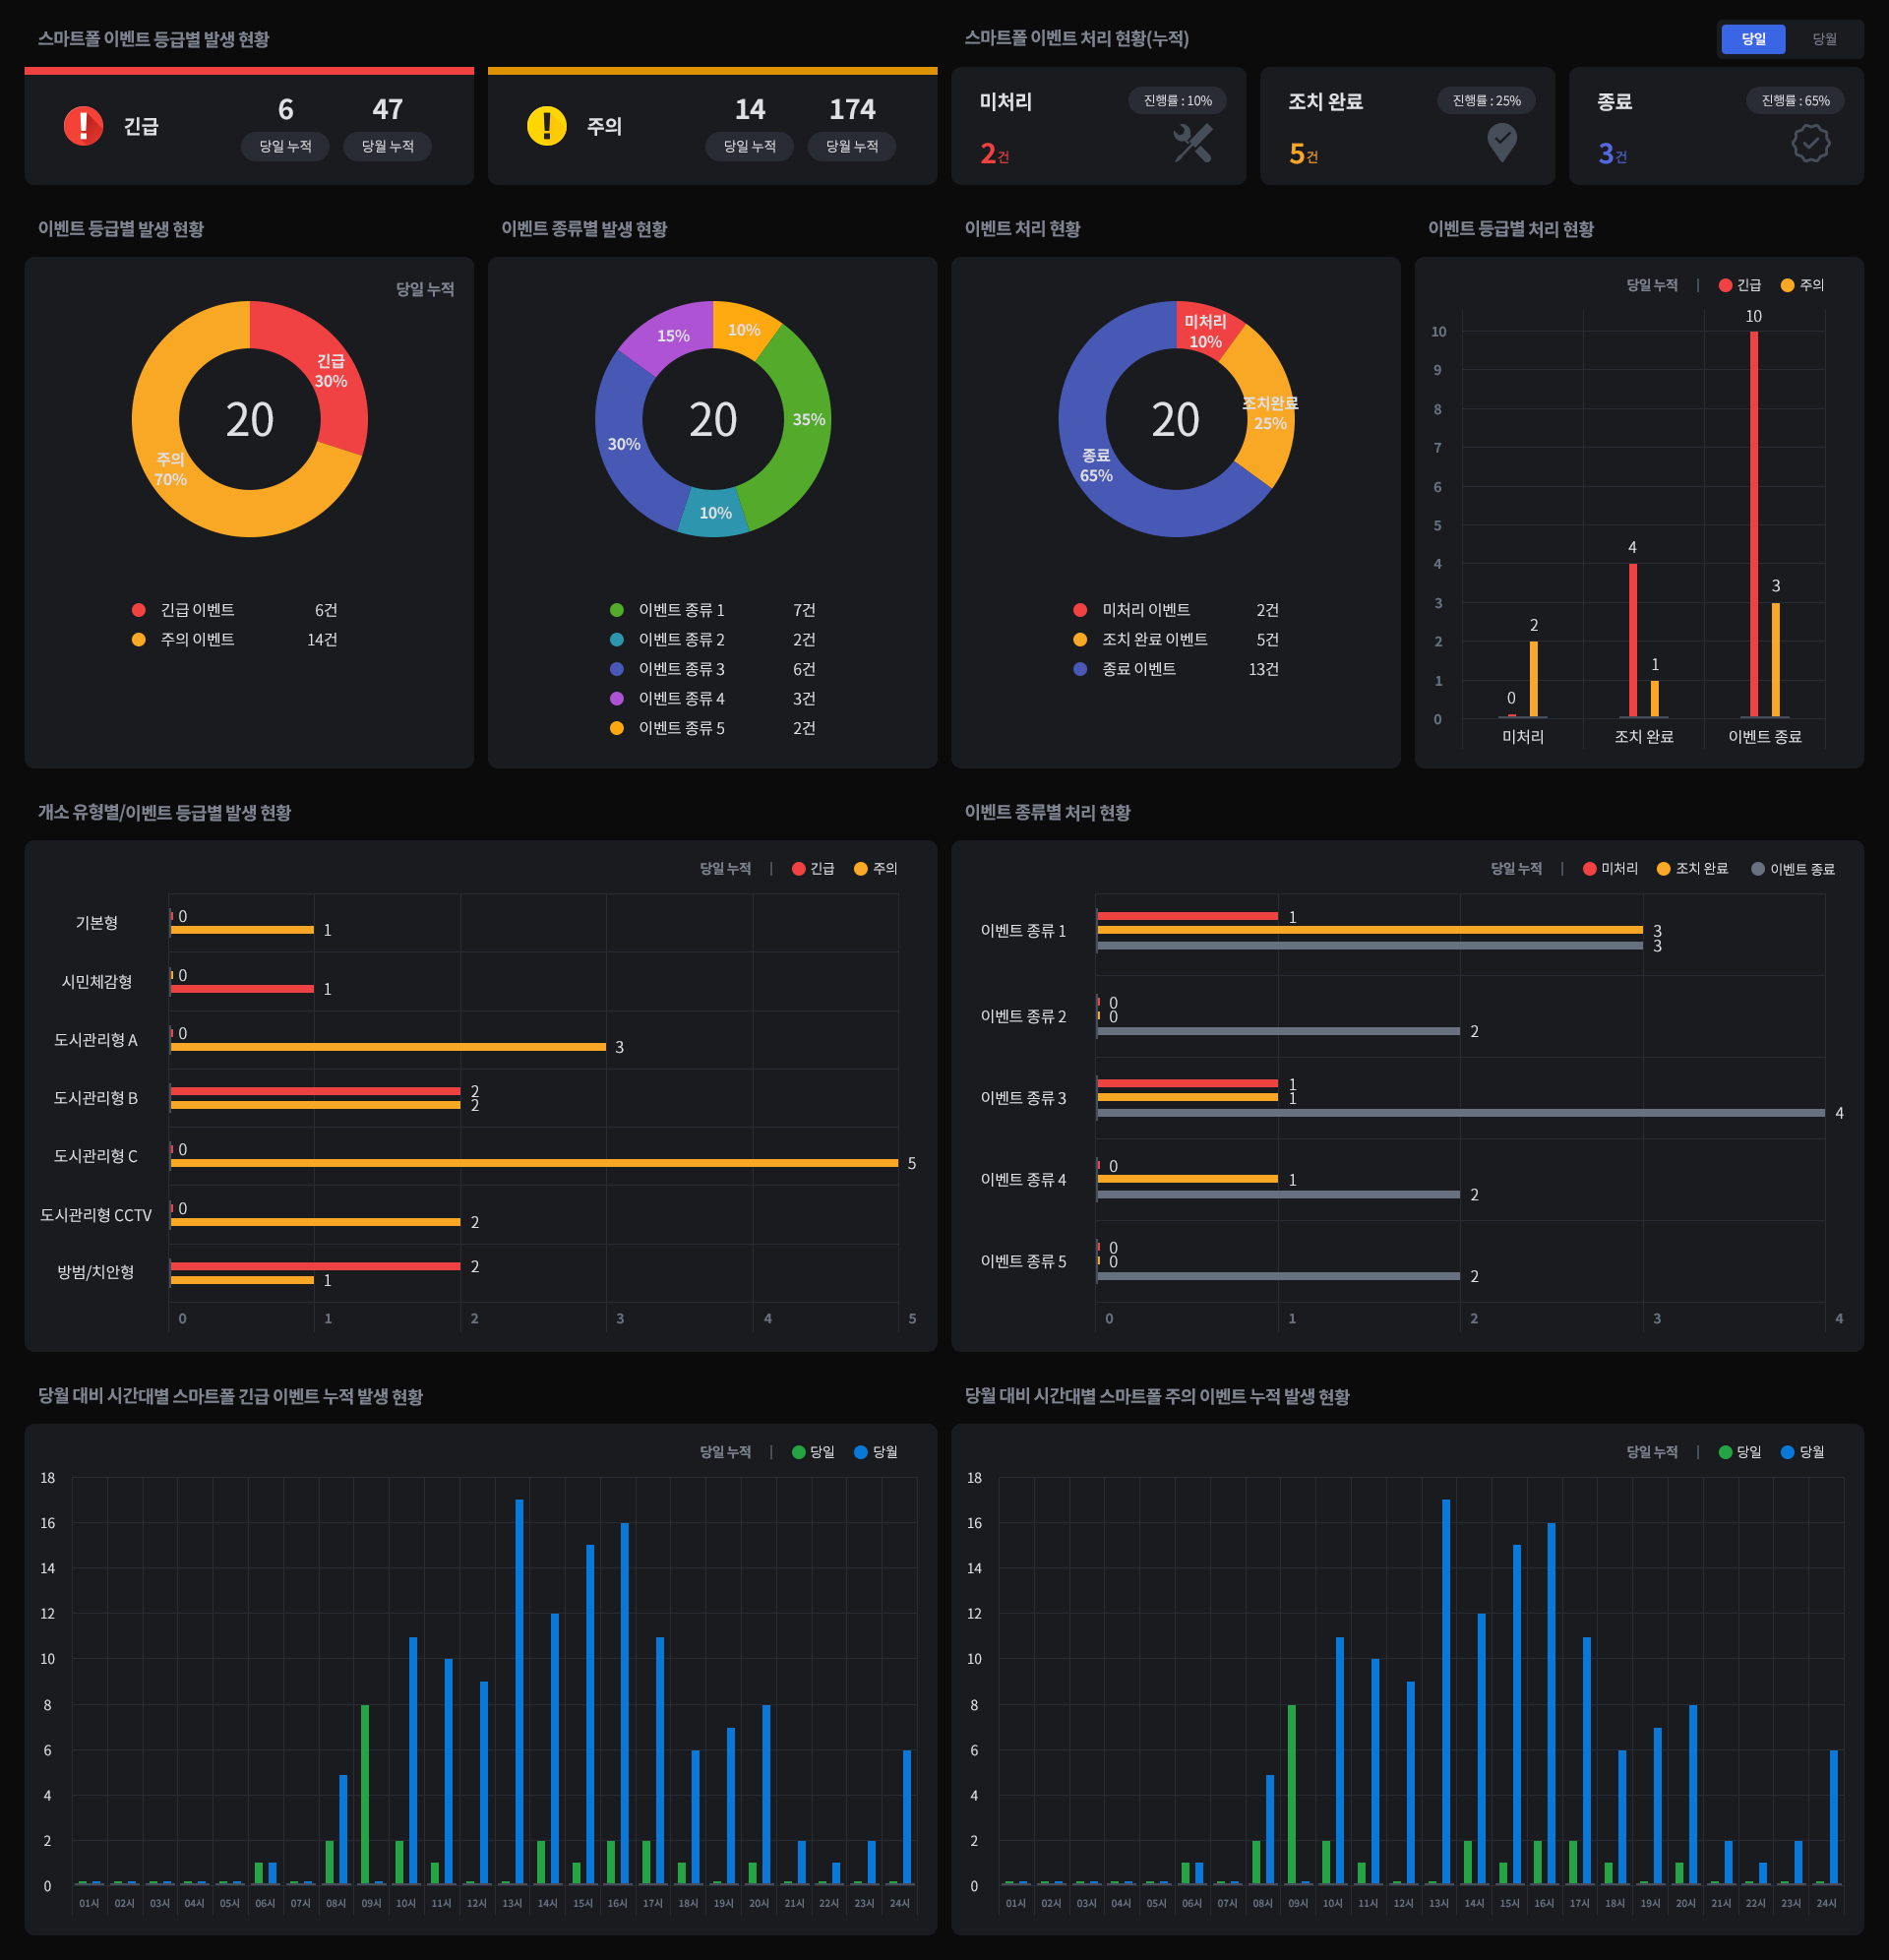 스마트폴 이벤트 등급별 발생 현황
긴급
6
당일 누적
47
당월 누적
주의
14
당일 누적
174
당월 누적
스마트폴 이벤트 처리 현황(누적)
당일
당월
미처리
진행률 : 10%
2건
조치 완료
진행률 : 25%
5건
종료
진행률 : 65%
3건
이벤트 등급별 발생 현황
당일 누적
긴급
30%
20
주의
70%
긴급 이벤트 6건
주의 이벤트 14건
이벤트 종류별 발생 현황
15%
10%
35%
20
30%
10%
이벤트 종류 1 7건
이벤트 종류 2 2건
이벤트 종류 3 6건
이벤트 종류 4 3건
이벤트 종류 5 2건
이벤트 처리 현황
미처리
10%
조치완료
25%
20
종료
65%
미처리 이벤트 2건
조치 완료 이벤트 5건
종료 이벤트 13건
이벤트 등급별 처리 현황
당일 누적 | 긴급 주의
10
10
9
8
7
6
5
4
4
3
3
2
2
1
1
0
0
미처리 조치 완료 이벤트 종료
개소 유형별/이벤트 등급별 발생 현황
당일 누적 | 긴급 주의
기본형
0
1
시민체감형
0
1
도시관리형 A
0
3
도시관리형 B
2
2
도시관리형 C
0
5
도시관리형 CCTV
0
2
방범/치안형
2
1
0 1 2 3 4 5
이벤트 종류별 처리 현황
당일 누적 | 미처리 조치 완료 이벤트 종료
이벤트 종류 1
1
3
3
이벤트 종류 2
0
0
2
이벤트 종류 3
1
1
4
이벤트 종류 4
0
1
2
이벤트 종류 5
0
0
2
0 1 2 3 4
당월 대비 시간대별 스마트폴 긴급 이벤트 누적 발생 현황
당일 누적 | 당일 당월
18
16
14
12
10
8
6
4
2
0
01시 02시 03시 04시 05시 06시 07시 08시 09시 10시 11시 12시 13시 14시 15시 16시 17시 18시 19시 20시 21시 22시 23시 24시
당월 대비 시간대별 스마트폴 주의 이벤트 누적 발생 현황
당일 누적 | 당일 당월
18
16
14
12
10
8
6
4
2
0
01시 02시 03시 04시 05시 06시 07시 08시 09시 10시 11시 12시 13시 14시 15시 16시 17시 18시 19시 20시 21시 22시 23시 24시